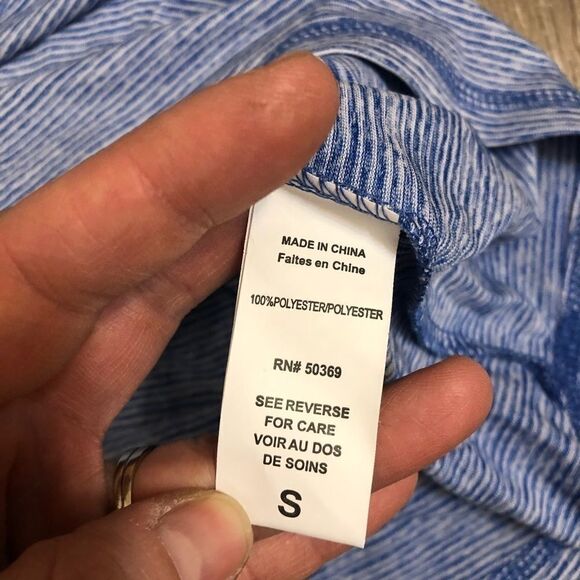 MADE IN CHINA
Faites en Chine
100%POLYESTER/POLYESTER
RN# 50369
SEE REVERSE
FOR CARE
VOIR AU DOS
DE SOINS
S